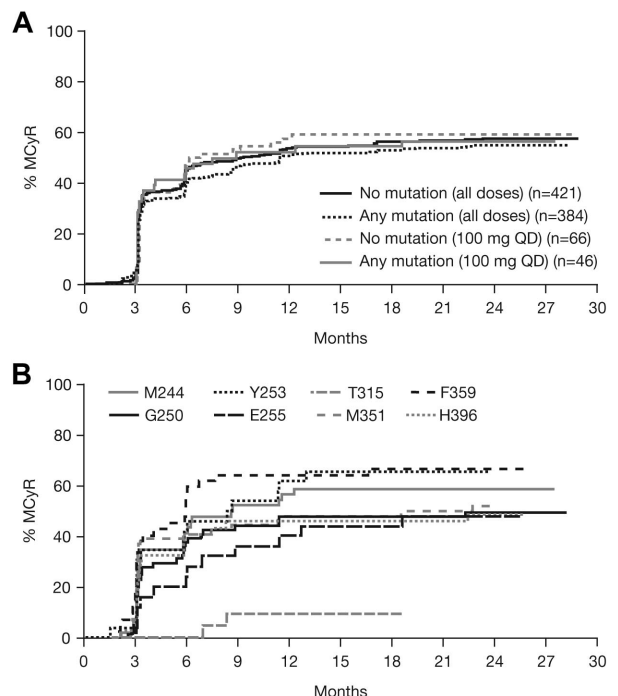 A
100
80
60
40
20
0
% MCyR
No mutation (all doses) (n=421)
Any mutation (all doses) (n=384)
No mutation (100 mg QD) (n=66)
Any mutation (100 mg QD) (n=46)
0 3 6 9 12 15 18 21 24 27 30
Months
B
100
80
60
40
20
0
% MCyR
M244 Y253 T315 F359
G250 E255 M351 H396
0 3 6 9 12 15 18 21 24 27 30
Months